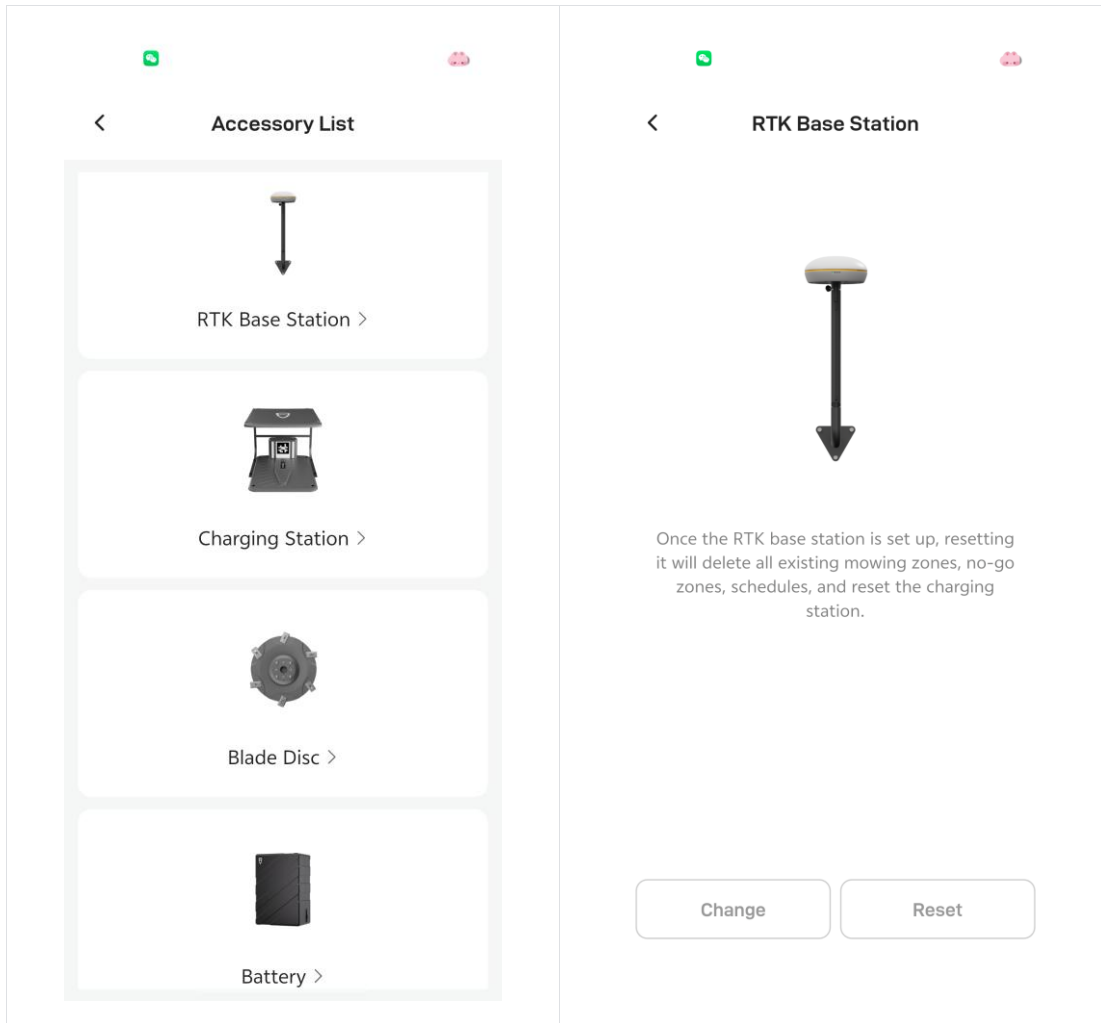 Accessory List
RTK Base Station
Charging Station
Blade Disc
Battery
RTK Base Station
Once the RTK base station is set up, resetting
it will delete all existing mowing zones, no-go
zones, schedules, and reset the charging
station.
Change
Reset